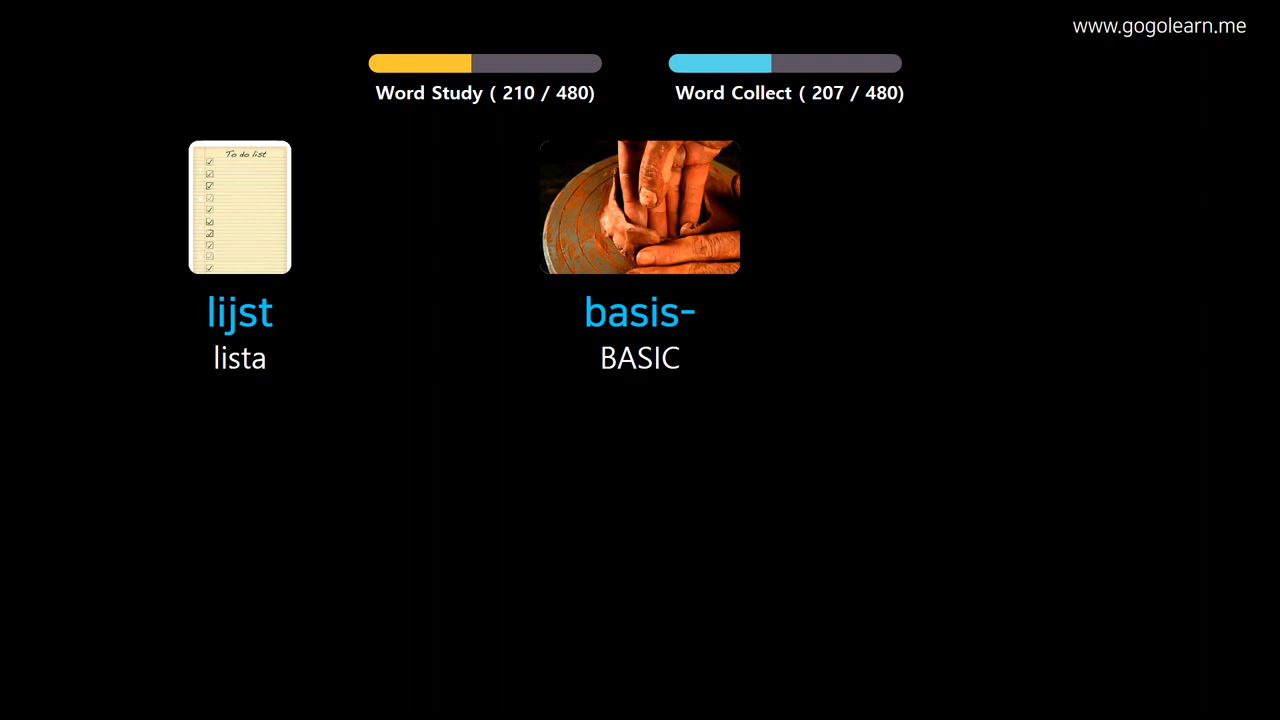 www.gogolearn.me
Word Study ( 210 / 480)
Word Collect ( 207 / 480)
To do list
lijst
lista
basis-
BASIC